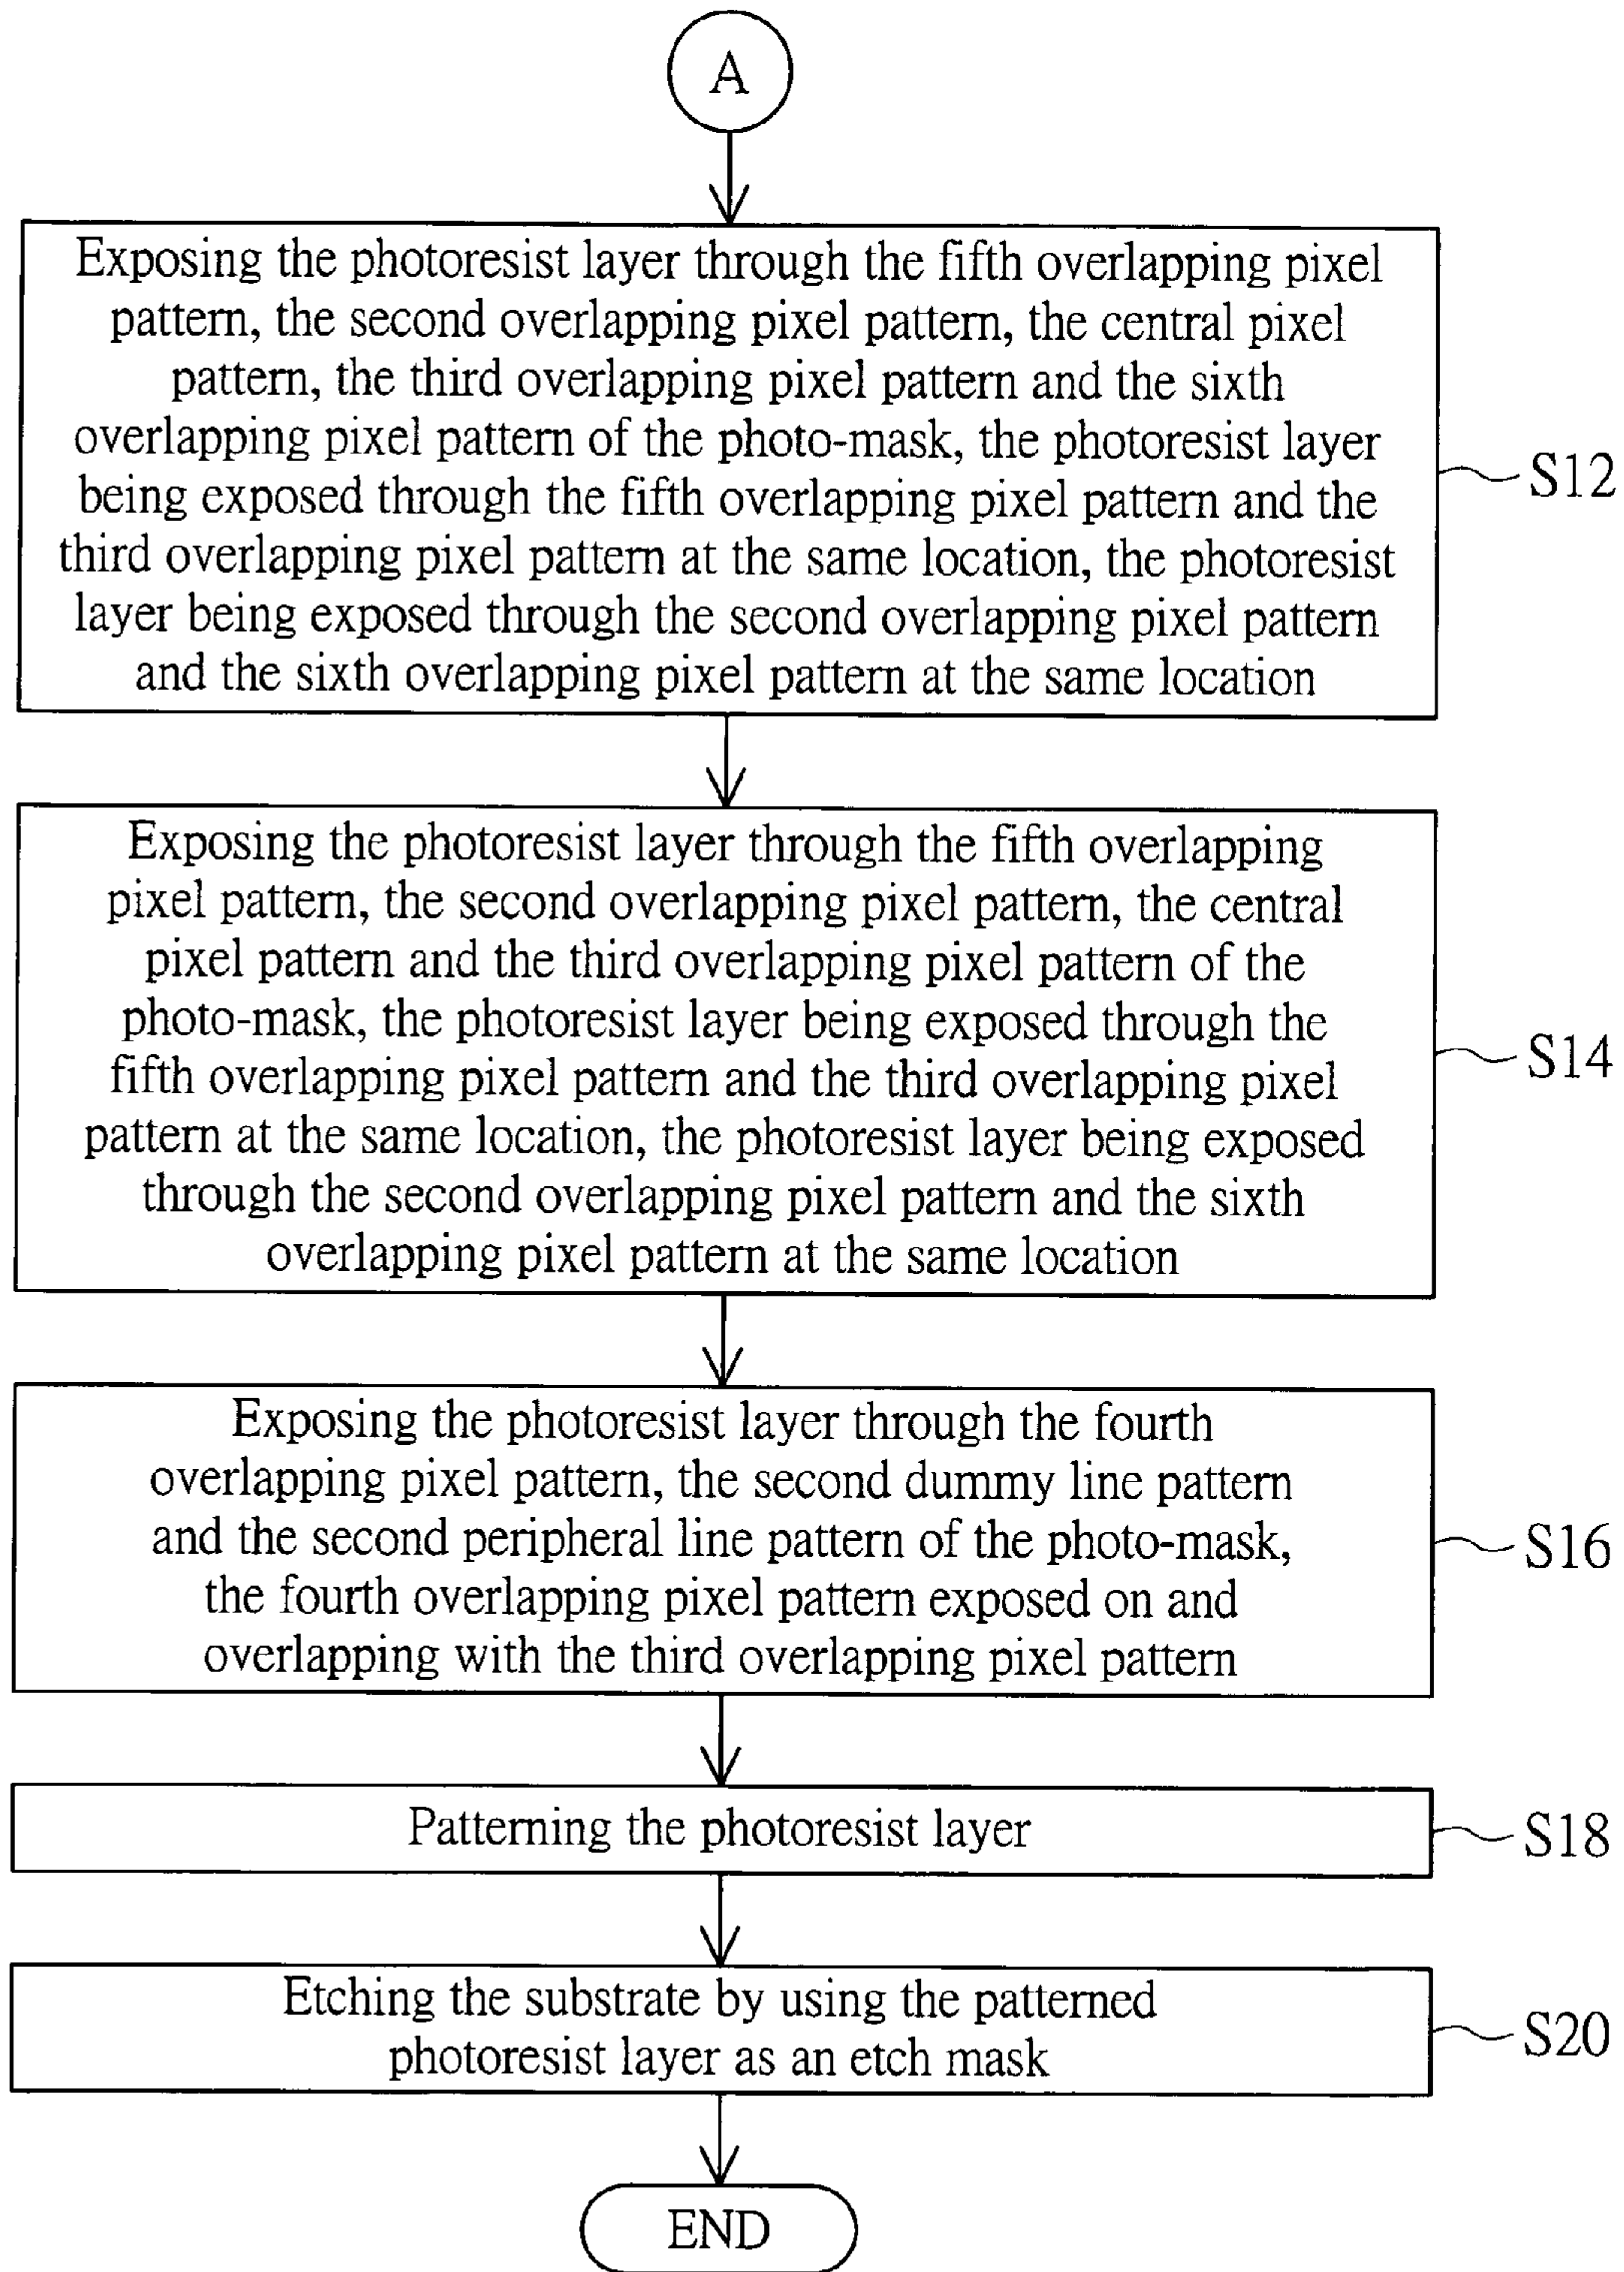 A
Exposing the photoresist layer through the fifth overlapping pixel
pattern, the second overlapping pixel pattern, the central pixel
pattern, the third overlapping pixel pattern and the sixth
overlapping pixel pattern of the photo-mask, the photoresist layer
being exposed through the fifth overlapping pixel pattern and the
third overlapping pixel pattern at the same location, the photoresist
layer being exposed through the second overlapping pixel pattern
and the sixth overlapping pixel pattern at the same location
S12
Exposing the photoresist layer through the fifth overlapping
pixel pattern, the second overlapping pixel pattern, the central
pixel pattern and the third overlapping pixel pattern of the
photo-mask, the photoresist layer being exposed through the
fifth overlapping pixel pattern and the third overlapping pixel
pattern at the same location, the photoresist layer being exposed
through the second overlapping pixel pattern and the sixth
overlapping pixel pattern at the same location
S14
Exposing the photoresist layer through the fourth
overlapping pixel pattern, the second dummy line pattern
and the second peripheral line pattern of the photo-mask,
the fourth overlapping pixel pattern exposed on and
overlapping with the third overlapping pixel pattern
S16
Patterning the photoresist layer
S18
Etching the substrate by using the patterned
photoresist layer as an etch mask
S20
END